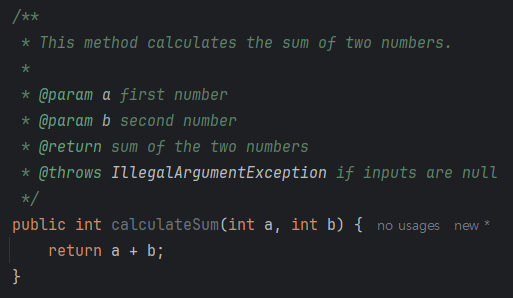 /**
 * This method calculates the sum of two numbers.
 *
 * @param a first number
 * @param b second number
 * @return sum of the two numbers
 * @throws IllegalArgumentException if inputs are null
 */
public int calculateSum(int a, int b) { no usages new *
    return a + b;
}